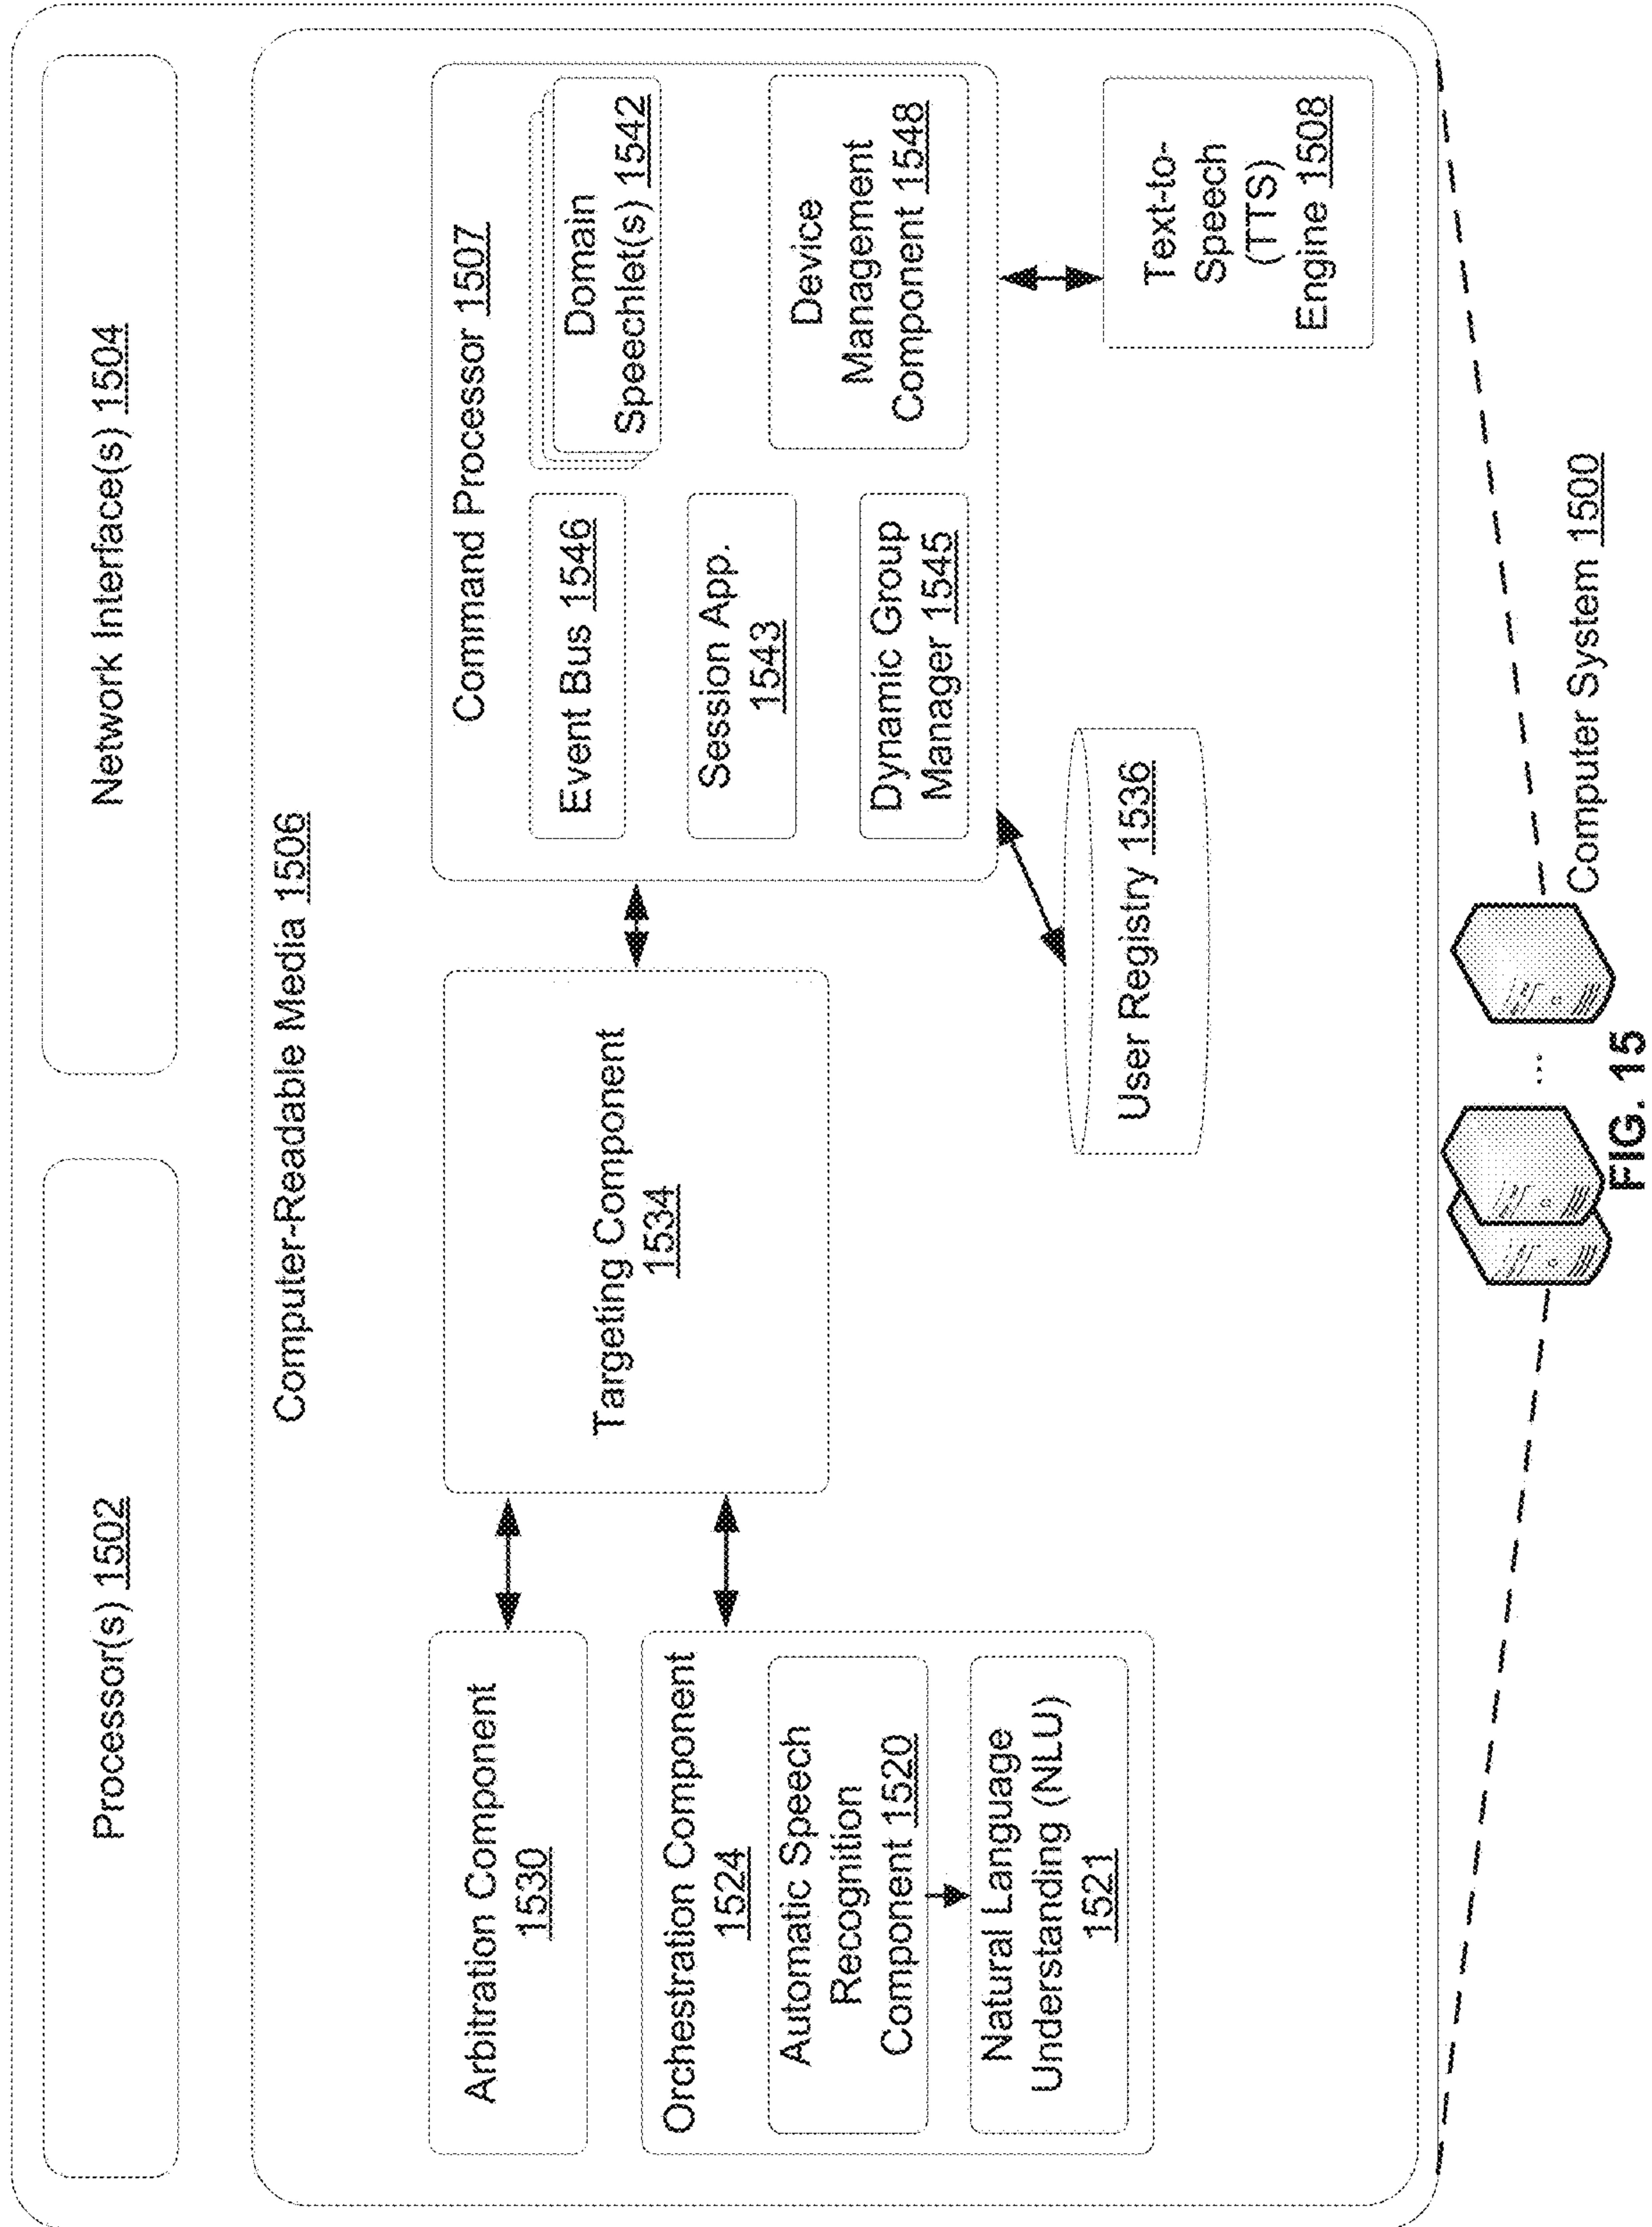 Processor(s) 1502
Network Interface(s) 1504
Computer-Readable Media 1506
Arbitration Component
1530
Orchestration Component
1524
Automatic Speech
Recognition
Component 1520
Natural Language
Understanding (NLU)
1521
Targeting Component
1534
Command Processor 1507
Event Bus 1546
Domain
Speechlet(s) 1542
Session App.
1543
Dynamic Group
Manager 1545
Device
Management
Component 1548
User Registry 1536
Text-to-
Speech
(TTS)
Engine 1508
...
Computer System 1500
FIG. 15